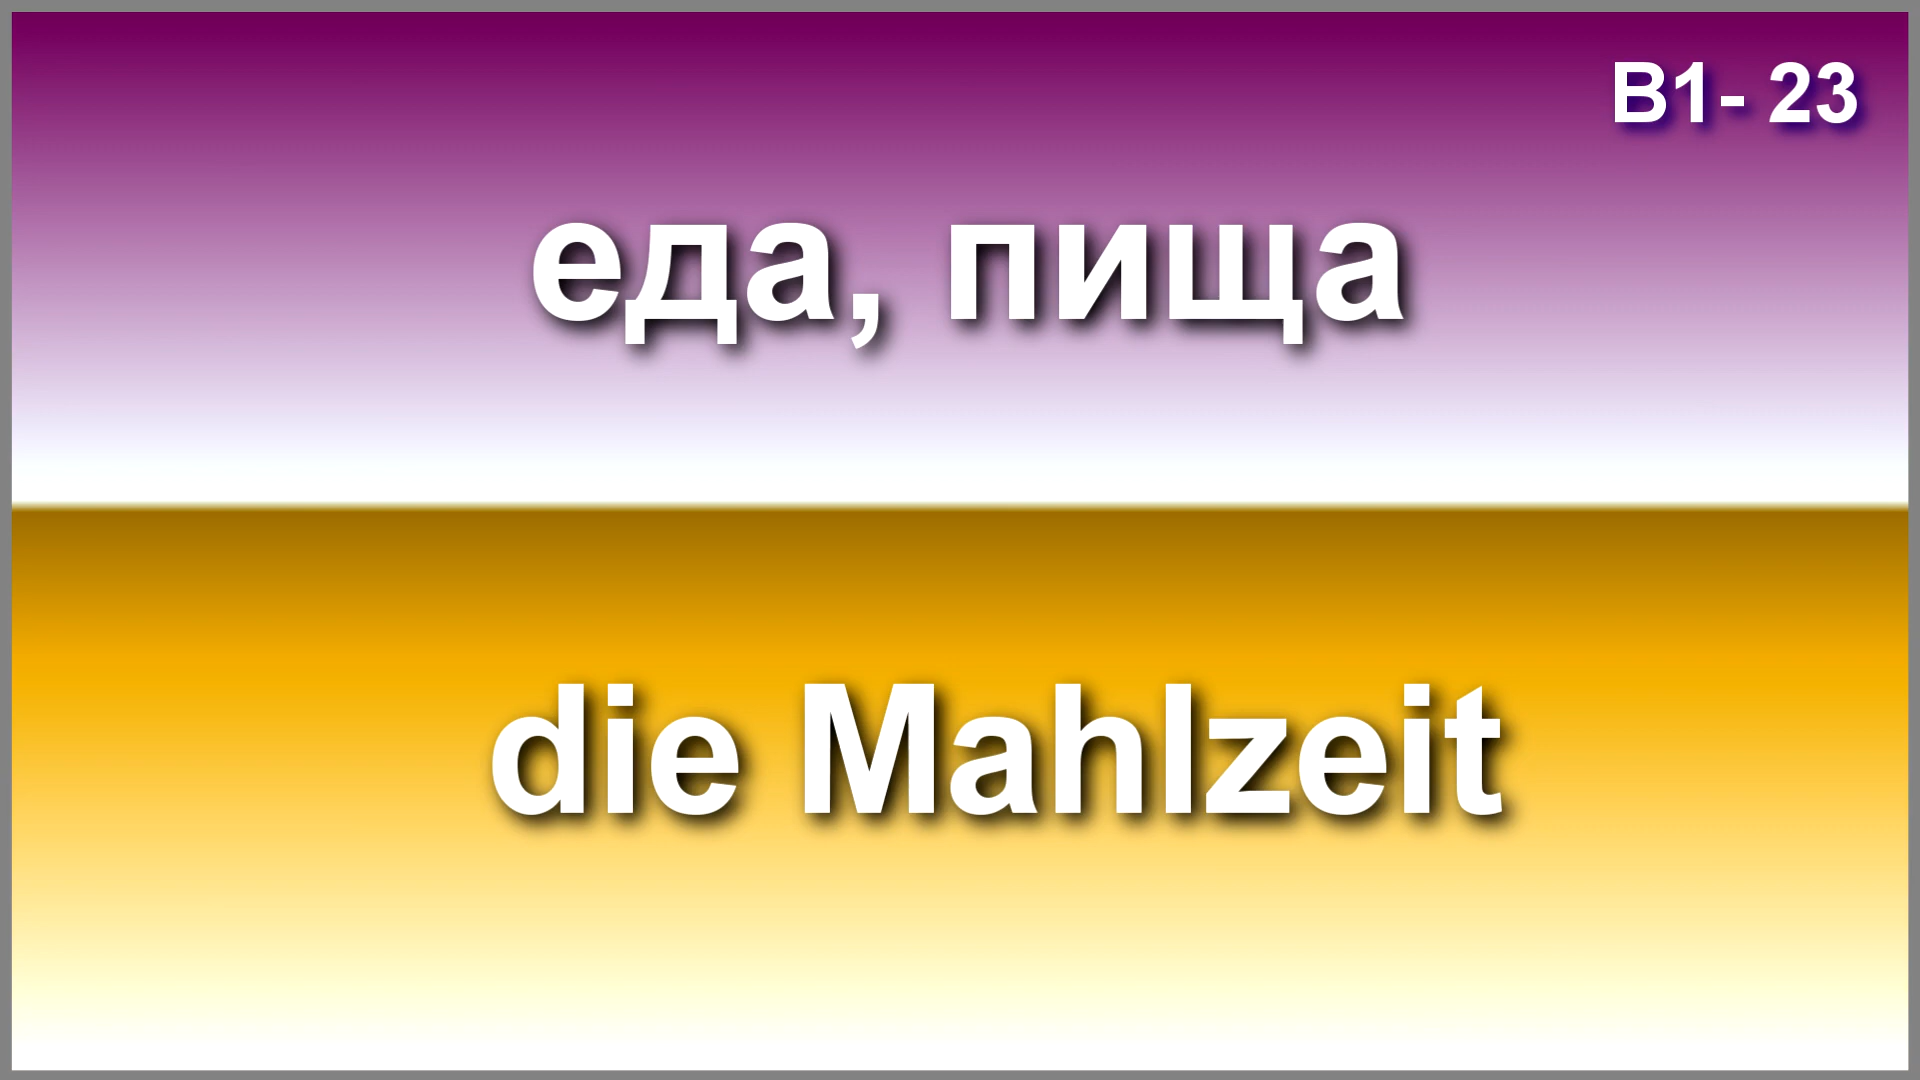 B1- 23
еда, пища
die Mahlzeit